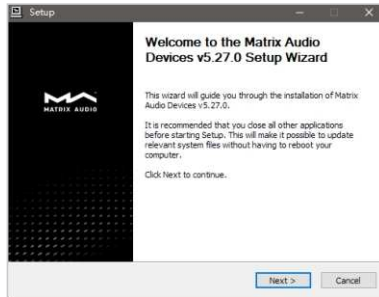 Setup
Welcome to the Matrix Audio
Devices v5.27.0 Setup Wizard
MATRIX AUDIO
This wizard will guide you through the installation of Matrix
Audio Devices v5.27.0.
It is recommended that you close all other applications
before starting Setup. This will make it possible to update
relevant system files without having to reboot your
computer.
Click Next to continue.
Next >
Cancel